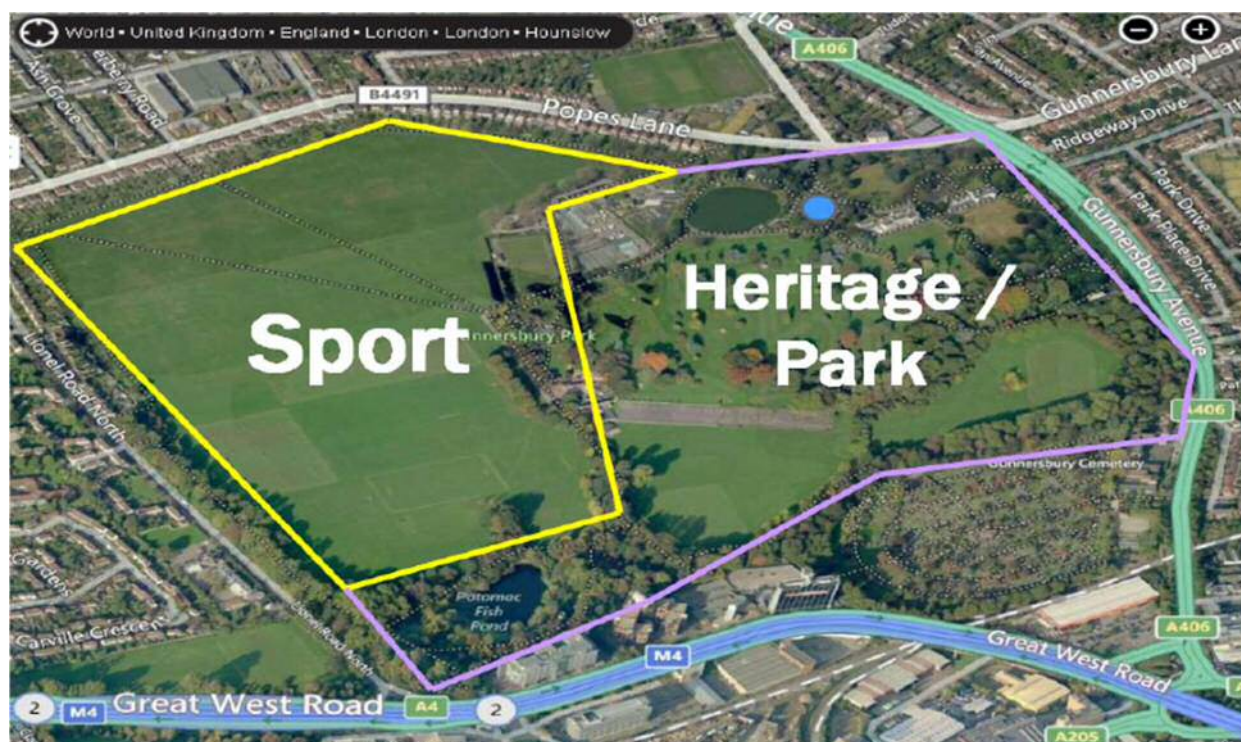 World • United Kingdom • England • London • London • Hounslow
A406
B4491
Popes Lane
Gunnersbury Lane
Ridgeway Drive
Ash Grove
Park Drive
Park Place Drive
Gunnersbury Avenue
Heritage /
Park
Sport
Gunnersbury Park
Lionel Road North
A406
Gunnersbury Cemetery
Potomac
Fish
Pond
Gardens
Carville Crescent
Lionel Road North
A406
M4
Great West Road
2
M4
Great West Road
A4
2
A205